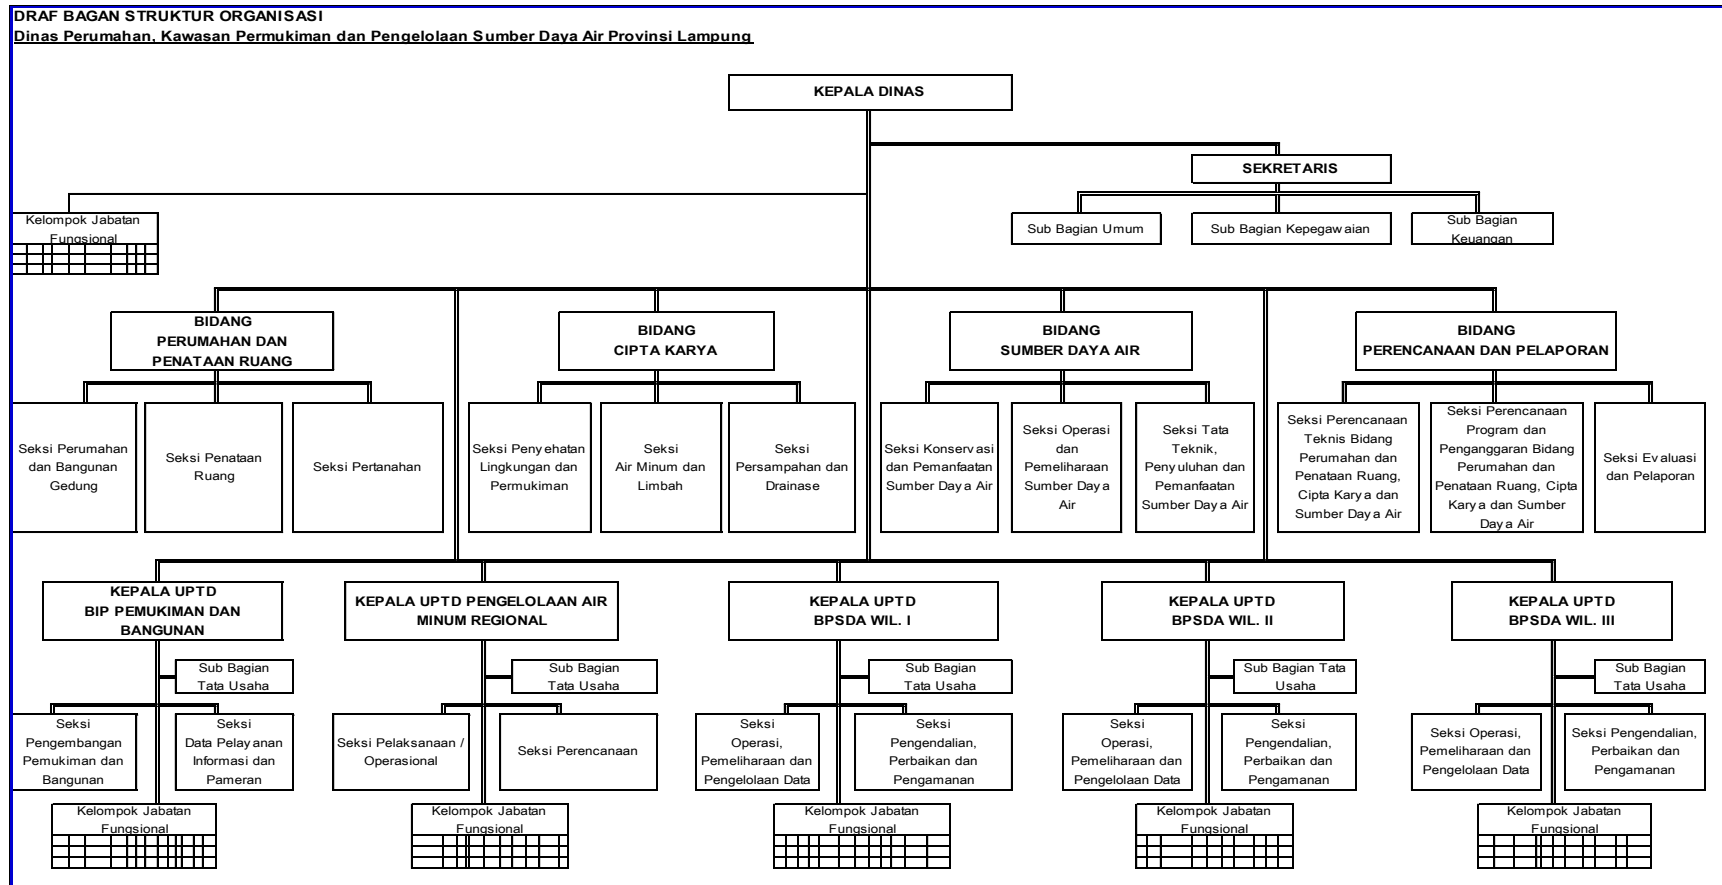 DRAF BAGAN STRUKTUR ORGANISASI
Dinas Perumahan, Kawasan Permukiman dan Pengelolaan Sumber Daya Air Provinsi Lampung
KEPALA DINAS
SEKRETARIS
Kelompok Jabatan
Fungsional
Sub Bagian Umum
Sub Bagian Kepegawaian
Sub Bagian
Keuangan
BIDANG
PERUMAHAN DAN
PENATAAN RUANG
BIDANG
CIPTA KARYA
BIDANG
SUMBER DAYA AIR
BIDANG
PERENCANAAN DAN PELAPORAN
Seksi Perumahan
dan Bangunan
Gedung
Seksi Penataan
Ruang
Seksi Pertanahan
Seksi Penyehatan
Lingkungan dan
Permukiman
Seksi
Air Minum dan
Limbah
Seksi
Persampahan dan
Drainase
Seksi Konservasi
dan Pemanfaatan
Sumber Daya Air
Seksi Operasi
dan
Pemeliharaan
Sumber Daya
Air
Seksi Tata
Teknik,
Penyuluhan dan
Pemanfaatan
Sumber Daya Air
Seksi Perencanaan
Teknis Bidang
Perumahan dan
Penataan Ruang,
Cipta Karya dan
Sumber Daya Air
Seksi Perencanaan
Program dan
Penganggaran Bidang
Perumahan dan
Penataan Ruang, Cipta
Karya dan Sumber
Daya Air
Seksi Evaluasi
dan Pelaporan
KEPALA UPTD
BIP PEMUKIMAN DAN
BANGUNAN
KEPALA UPTD PENGELOLAAN AIR
MINUM REGIONAL
KEPALA UPTD
BPSDA WIL. I
KEPALA UPTD
BPSDA WIL. II
KEPALA UPTD
BPSDA WIL. III
Sub Bagian
Tata Usaha
Sub Bagian
Tata Usaha
Sub Bagian
Tata Usaha
Sub Bagian Tata
Usaha
Sub Bagian
Tata Usaha
Seksi
Pengembangan
Pemukiman dan
Bangunan
Seksi
Data Pelayanan
Informasi dan
Pameran
Seksi Pelaksanaan /
Operasional
Seksi Perencanaan
Seksi
Operasi,
Pemeliharaan dan
Pengelolaan Data
Seksi
Pengendalian,
Perbaikan dan
Pengamanan
Seksi
Operasi,
Pemeliharaan dan
Pengelolaan Data
Seksi
Pengendalian,
Perbaikan dan
Pengamanan
Seksi Operasi,
Pemeliharaan dan
Pengelolaan Data
Seksi Pengendalian,
Perbaikan dan
Pengamanan
Kelompok Jabatan
Fungsional
Kelompok Jabatan
Fungsional
Kelompok Jabatan
Fungsional
Kelompok Jabatan
Fungsional
Kelompok Jabatan
Fungsional